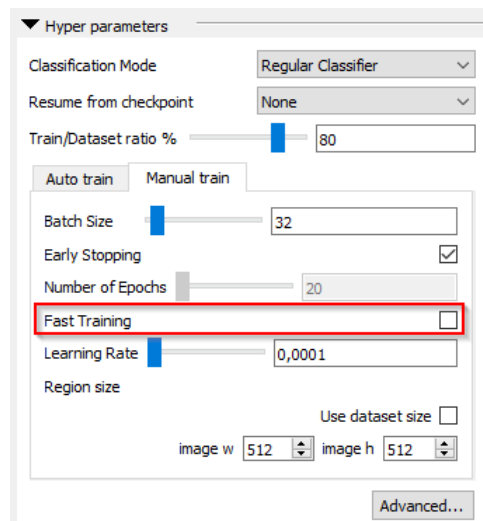 Hyper parameters
Classification Mode Regular Classifier
Resume from checkpoint None
Train/Dataset ratio % 80
Auto train Manual train
Batch Size 32
Early Stopping
Number of Epochs 20
Fast Training
Learning Rate 0,0001
Region size
Use dataset size
image w 512 image h 512
Advanced...